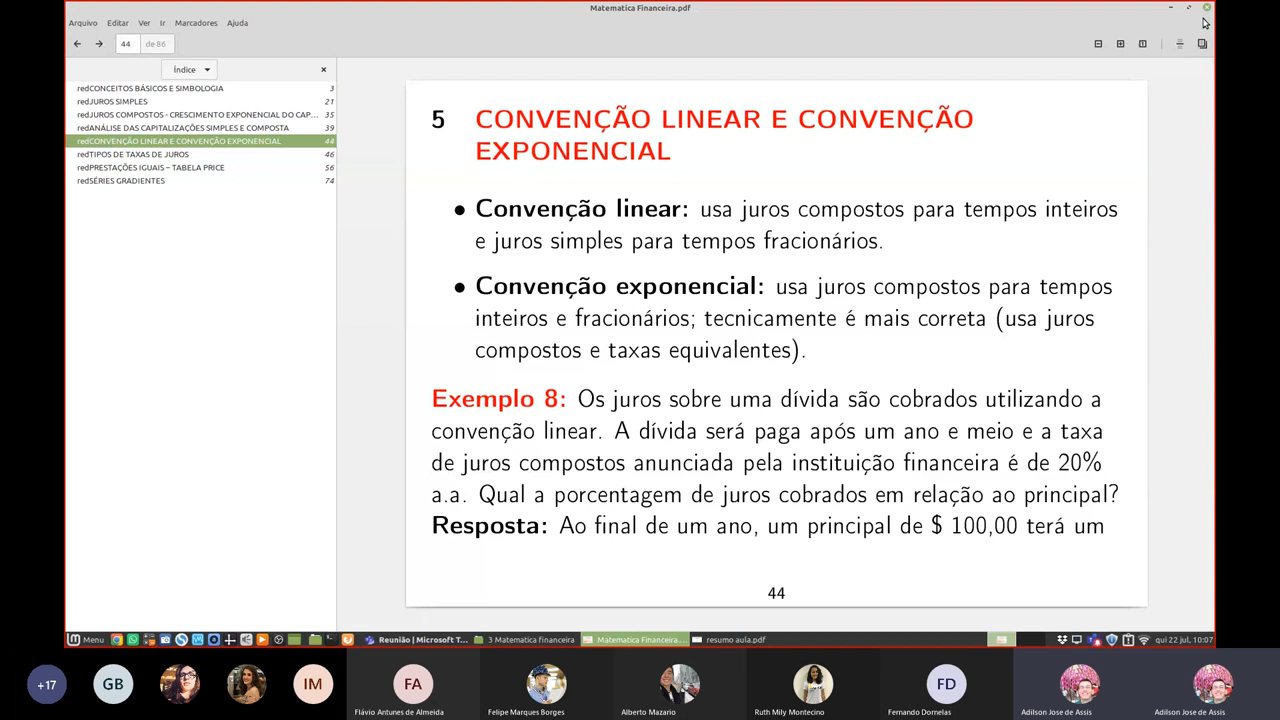 Matematica Financeira.pdf
Arquivo Editar Ver Ir Marcadores Ajuda
44 de 86
Índice
redCONCEITOS BÁSICOS E SIMBOLOGIA 3
redJUROS SIMPLES 21
redJUROS COMPOSTOS - CRESCIMENTO EXPONENCIAL DO CAP... 35
redANÁLISE DAS CAPITALIZAÇÕES SIMPLES E COMPOSTA 39
redCONVENÇÃO LINEAR E CONVENÇÃO EXPONENCIAL 44
redTIPOS DE TAXAS DE JUROS 46
redPRESTAÇÕES IGUAIS – TABELA PRICE 56
redSÉRIES GRADIENTES 74
5 CONVENÇÃO LINEAR E CONVENÇÃO
EXPONENCIAL
• Convenção linear: usa juros compostos para tempos inteiros
e juros simples para tempos fracionários.
• Convenção exponencial: usa juros compostos para tempos
inteiros e fracionários; tecnicamente é mais correta (usa juros
compostos e taxas equivalentes).
Exemplo 8: Os juros sobre uma dívida são cobrados utilizando a
convenção linear. A dívida será paga após um ano e meio e a taxa
de juros compostos anunciada pela instituição financeira é de 20%
a.a. Qual a porcentagem de juros cobrados em relação ao principal?
Resposta: Ao final de um ano, um principal de $ 100,00 terá um
44
Menu Reunião | Microsoft T... 3 Matematica financeira Matematica Financeira... resumo aula.pdf qui 22 jul, 10:07
+17 GB IM FA FD
Flávio Antunes de Almeida Felipe Marques Borges Alberto Mazario Ruth Mily Montecino Fernando Dornelas Adilson Jose de Assis Adilson Jose de Assis